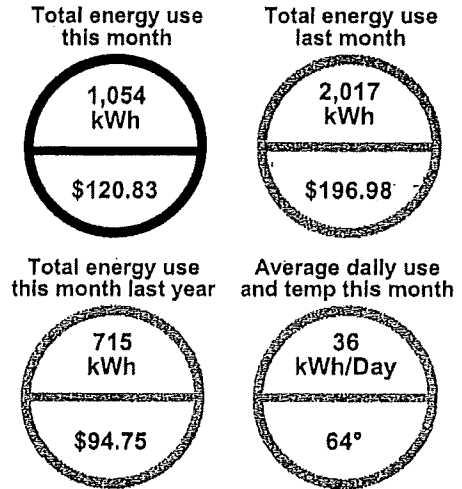 Total energy use
this month
1,054
kWh
$120.83
Total energy use
last month
2,017
kWh
$196.98
Total energy use
this month last year
715
kWh
$94.75
Average daily use
and temp this month
36
kWh/Day
64°